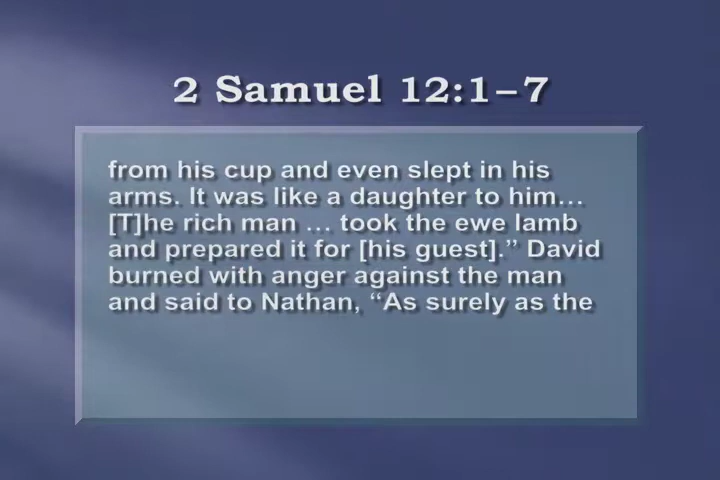 2 Samuel 12:1–7
from his cup and even slept in his
arms. It was like a daughter to him…
[T]he rich man … took the ewe lamb
and prepared it for [his guest].” David
burned with anger against the man
and said to Nathan, “As surely as the